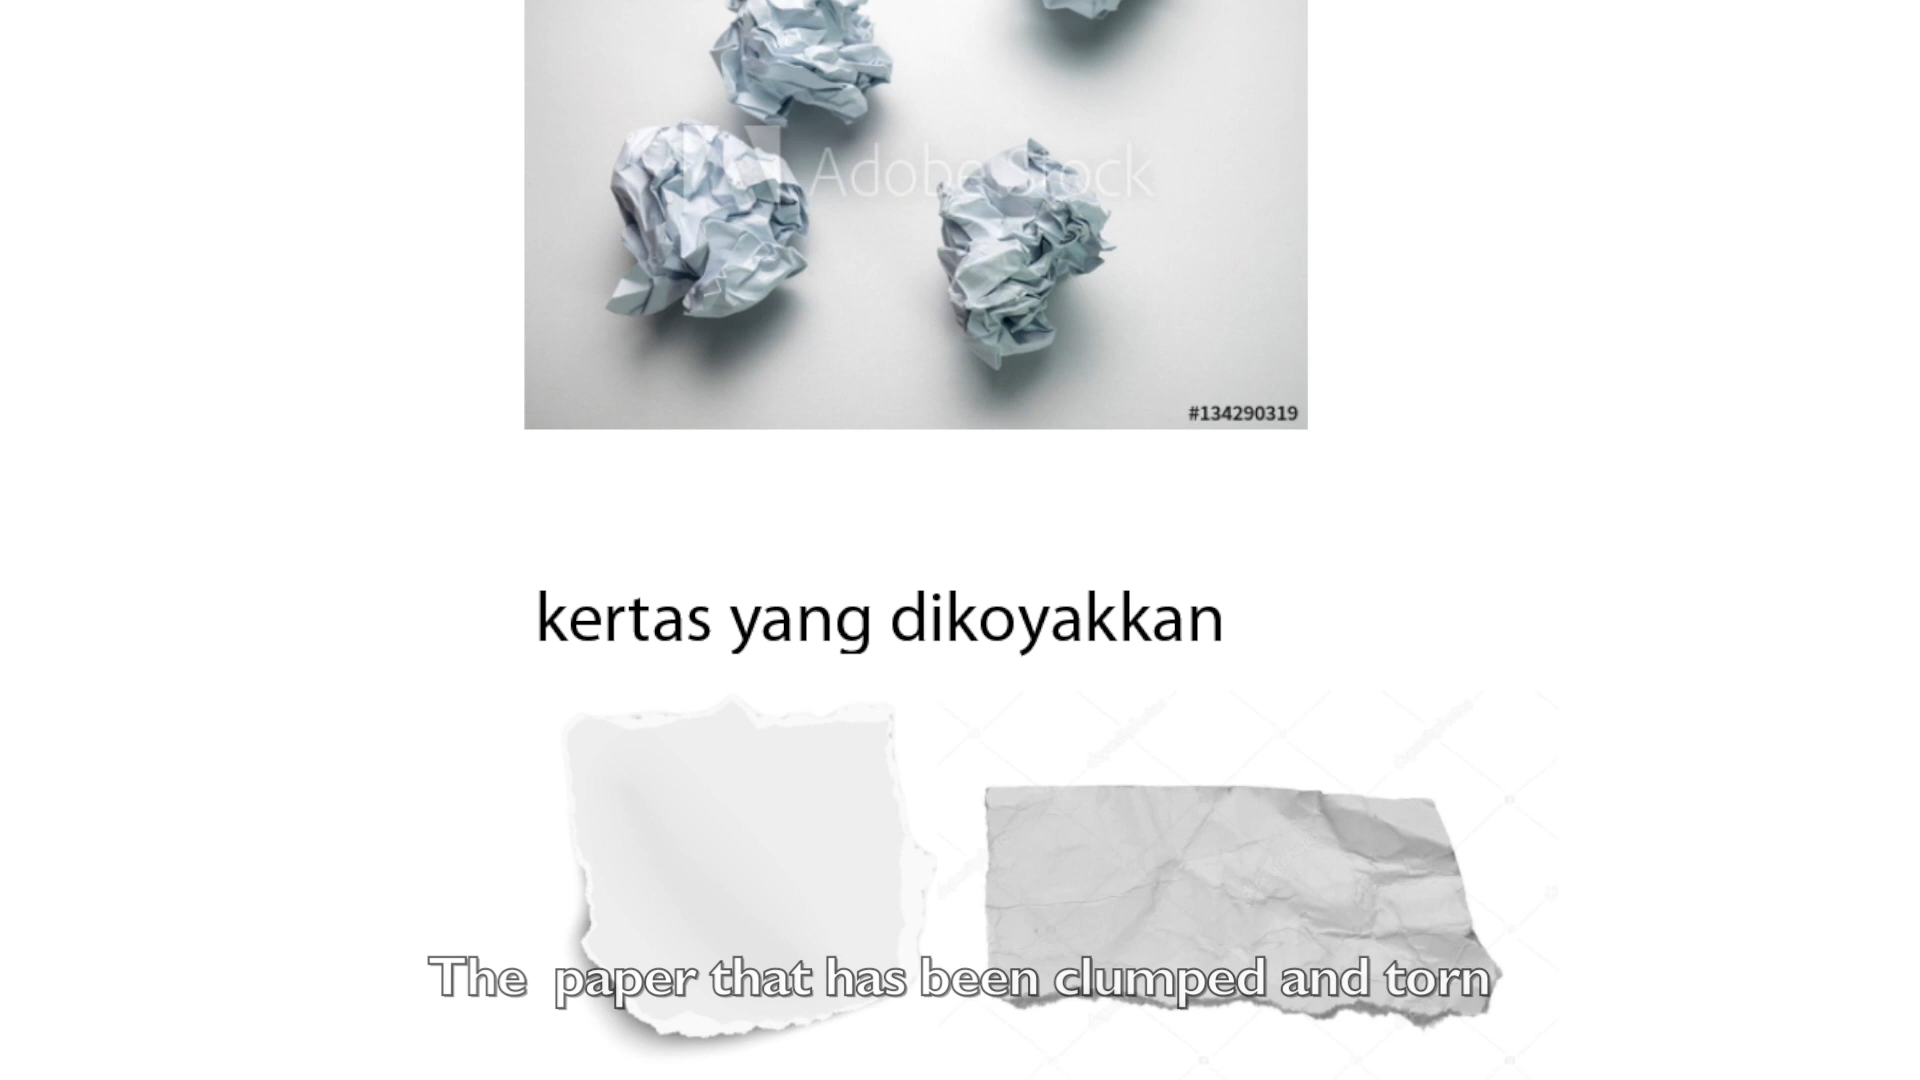 Adobe Stock
#134290319
kertas yang dikoyakkan
The paper that has been clumped and torn